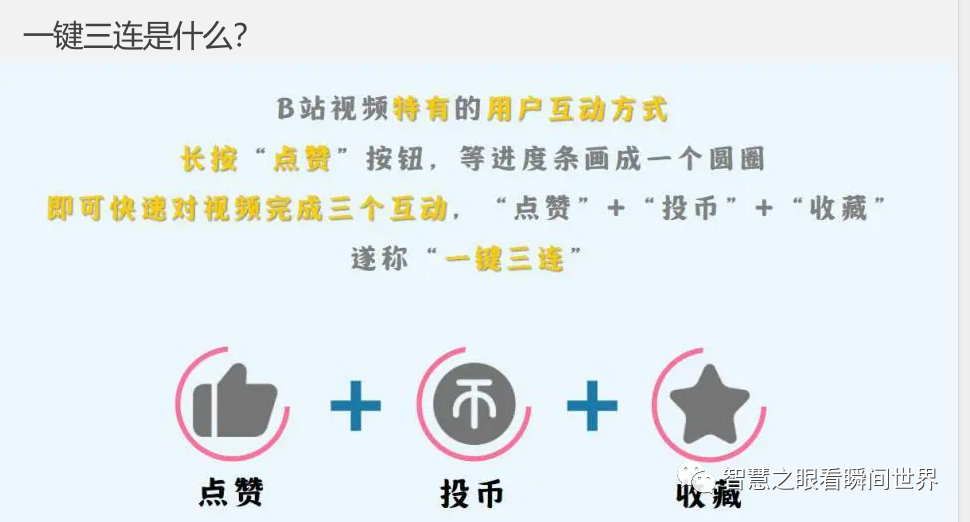 一键三连是什么？
B站视频特有的用户互动方式
长按“点赞”按钮，等进度条画成一个圆圈
即可快速对视频完成三个互动，“点赞”+“投币”+“收藏”
遂称“一键三连”
点赞 投币 收藏
智慧之眼看瞬间世界